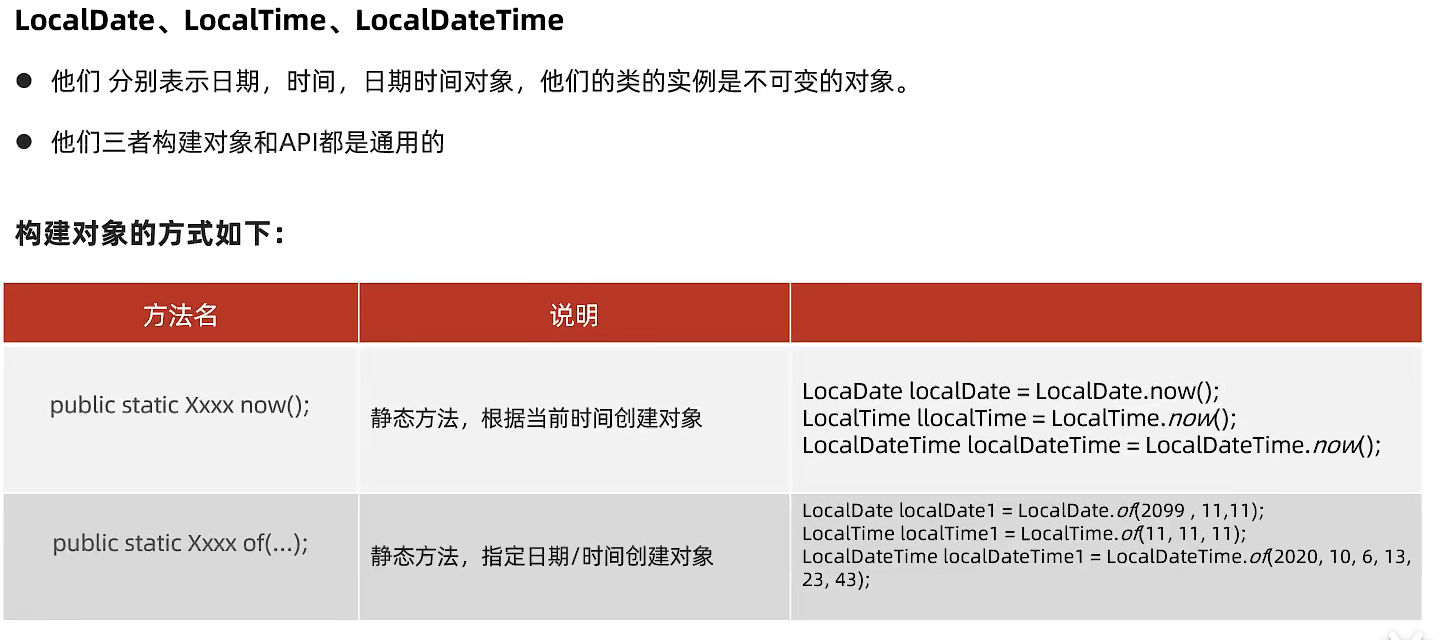 LocalDate、LocalTime、LocalDateTime
● 他们 分别表示日期，时间，日期时间对象，他们的类的实例是不可变的对象。
● 他们三者构建对象和API都是通用的
构建对象的方式如下：
方法名 说明
public static Xxxx now();
静态方法，根据当前时间创建对象
LocaDate localDate = LocalDate.now();
LocalTime llocalTime = LocalTime.now();
LocalDateTime localDateTime = LocalDateTime.now();
public static Xxxx of(...);
静态方法，指定日期/时间创建对象
LocalDate localDate1 = LocalDate.of(2099 , 11,11);
LocalTime localTime1 = LocalTime.of(11, 11, 11);
LocalDateTime localDateTime1 = LocalDateTime.of(2020, 10, 6, 13,
23, 43);